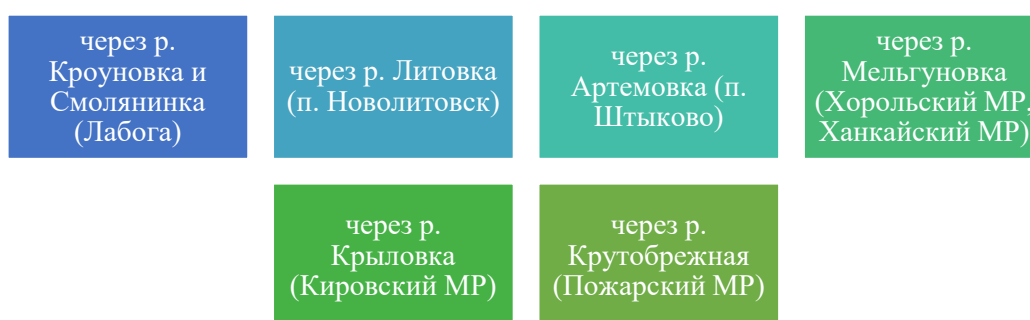 через р.
Кроуновка и
Смолянинка
(Лабога)
через р. Литовка
(п. Новолитовск)
через р.
Артемовка (п.
Штыково)
через р.
Мельгуновка
(Хорольский МР,
Ханкайский МР)
через р.
Крыловка
(Кировский МР)
через р.
Крутобрежная
(Пожарский МР)